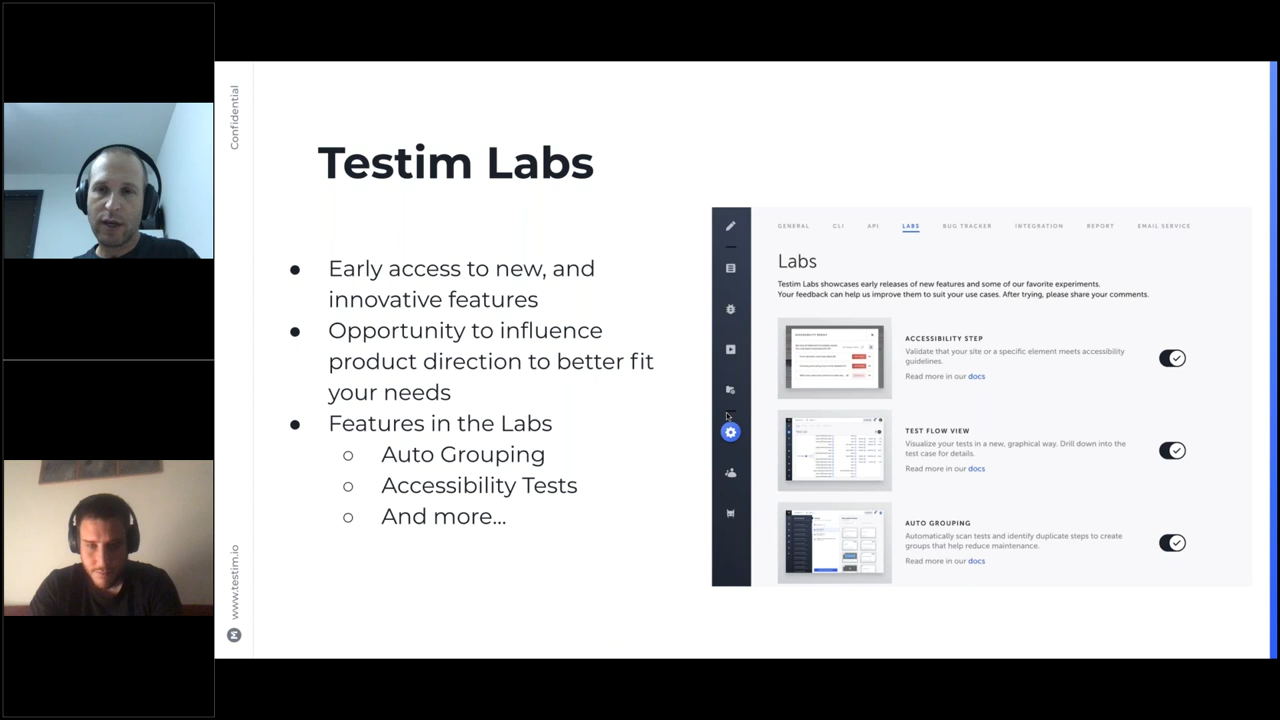 Confidential
www.testim.io
Testim Labs
● Early access to new, and
innovative features
● Opportunity to influence
product direction to better fit
your needs
● Features in the Labs
○ Auto Grouping
○ Accessibility Tests
○ And more...
GENERAL CLI API LABS BUG TRACKER INTEGRATION REPORT EMAIL SERVICE
Labs
Testim Labs showcases early releases of new features and some of our favorite experiments.
Your feedback can help us improve them to suit your use cases. After trying, please share your comments.
ACCESSIBILITY STEP
Validate that your site or a specific element meets accessibility
guidelines.
Read more in our docs
TEST FLOW VIEW
Visualize your tests in a new, graphical way. Drill down into the
test case for details.
Read more in our docs
AUTO GROUPING
Automatically scan tests and identify duplicate steps to create
groups that help reduce maintenance.
Read more in our docs